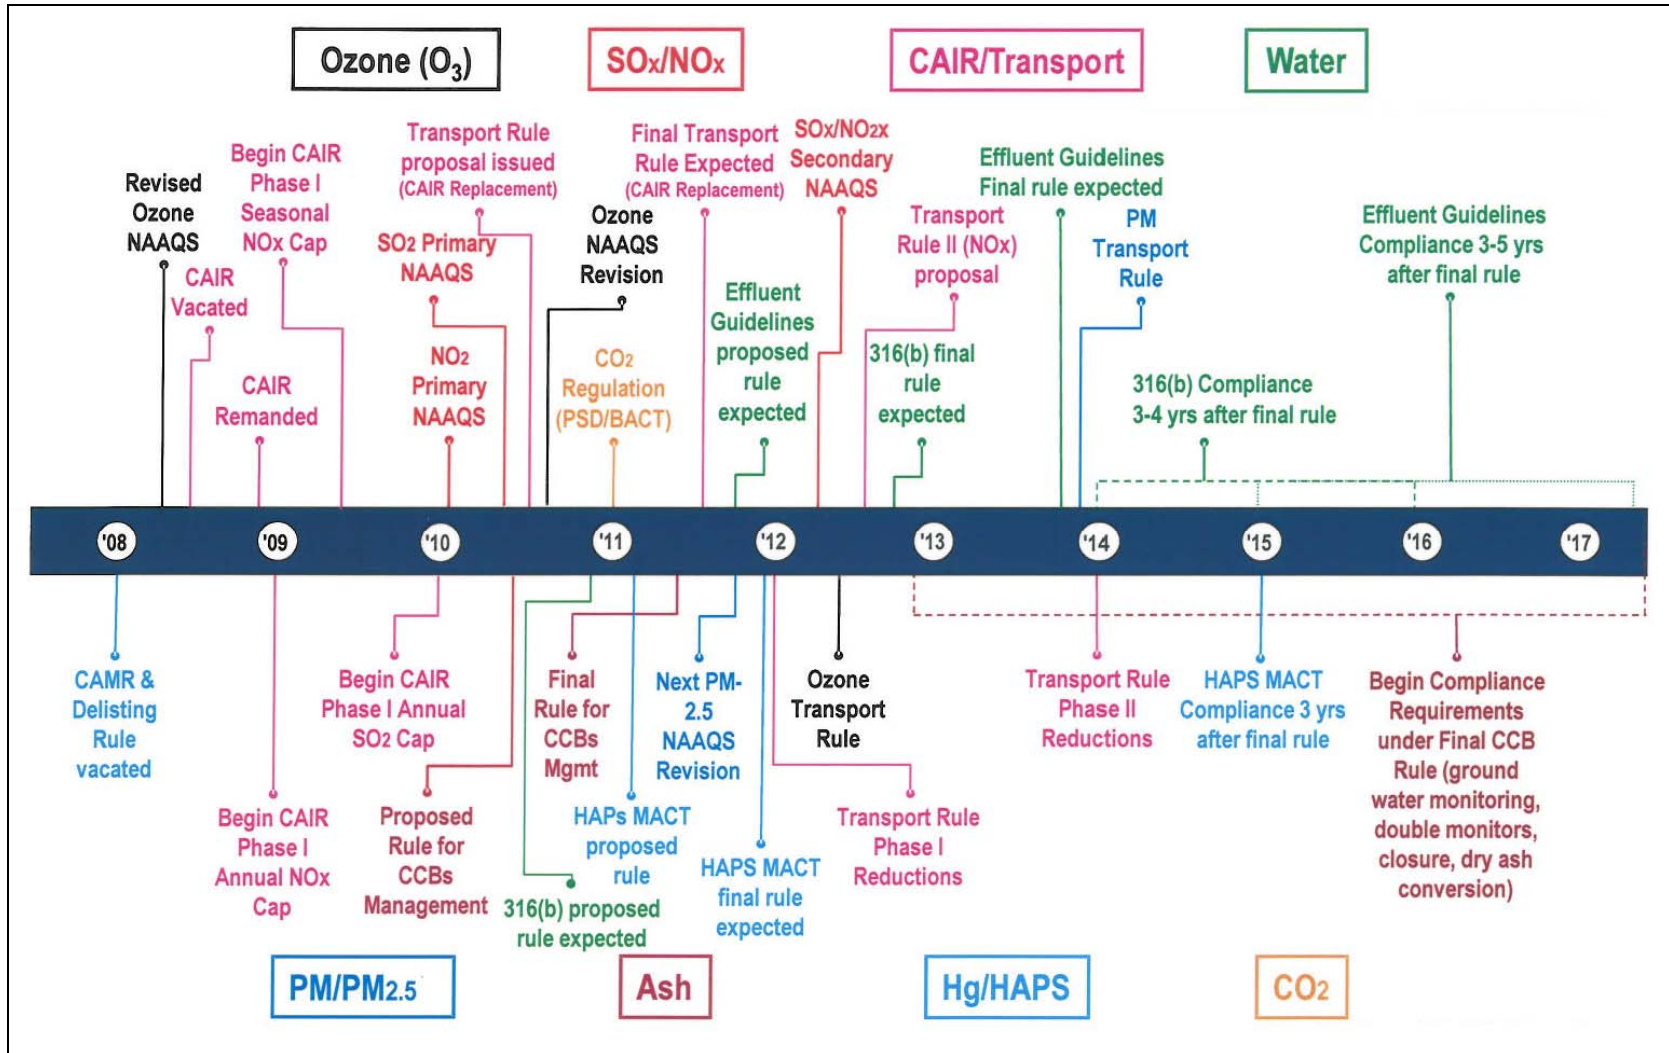 Ozone (O3)
SOx/NOx
CAIR/Transport
Water
Revised
Ozone
NAAQS
CAIR
Vacated
Begin CAIR
Phase I
Seasonal
NOx Cap
CAIR
Remanded
Transport Rule
proposal issued
(CAIR Replacement)
SO2 Primary
NAAQS
NO2
Primary
NAAQS
Ozone
NAAQS
Revision
CO2
Regulation
(PSD/BACT)
Final Transport
Rule Expected
(CAIR Replacement)
Effluent
Guidelines
proposed
rule
expected
SOx/NO2x
Secondary
NAAQS
316(b) final
rule
expected
Transport
Rule II (NOx)
proposal
Effluent Guidelines
Final rule expected
PM
Transport
Rule
316(b) Compliance
3-4 yrs after final rule
Effluent Guidelines
Compliance 3-5 yrs
after final rule
'08
'09
'10
'11
'12
'13
'14
'15
'16
'17
CAMR &
Delisting
Rule
vacated
Begin CAIR
Phase I
Annual NOx
Cap
Begin CAIR
Phase I Annual
SO2 Cap
Proposed
Rule for
CCBs
Management
316(b) proposed
rule expected
Final
Rule for
CCBs
Mgmt
HAPs MACT
proposed
rule
Next PM-
2.5
NAAQS
Revision
HAPS MACT
final rule
expected
Ozone
Transport
Rule
Transport Rule
Phase I
Reductions
Transport Rule
Phase II
Reductions
HAPS MACT
Compliance 3 yrs
after final rule
Begin Compliance
Requirements
under Final CCB
Rule (ground
water monitoring,
double monitors,
closure, dry ash
conversion)
PM/PM2.5
Ash
Hg/HAPS
CO2